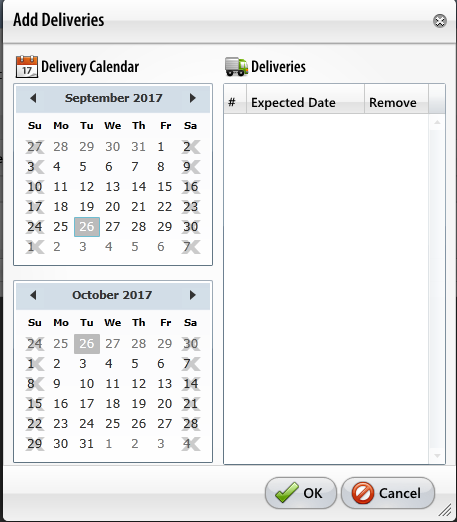 Add Deliveries
17 Delivery Calendar
September 2017
Su Mo Tu We Th Fr Sa
27 28 29 30 31 1 2
3 4 5 6 7 8 9
10 11 12 13 14 15 16
17 18 19 20 21 22 23
24 25 26 27 28 29 30
1 2 3 4 5 6 7
October 2017
Su Mo Tu We Th Fr Sa
24 25 26 27 28 29 30
1 2 3 4 5 6 7
8 9 10 11 12 13 14
15 16 17 18 19 20 21
22 23 24 25 26 27 28
29 30 31 1 2 3 4
Deliveries
# Expected Date Remove
OK Cancel